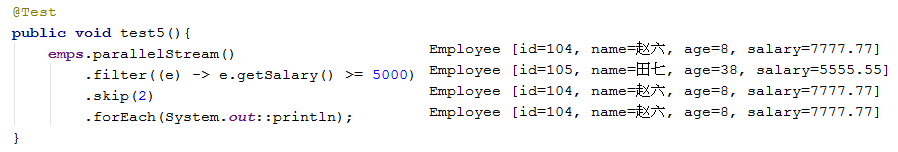 @Test
public void test5(){
emps.parallelStream()
.filter((e) -> e.getSalary() >= 5000)
.skip(2)
.forEach(System.out::println);
}
Employee [id=104, name=赵六, age=8, salary=7777.77]
Employee [id=105, name=田七, age=38, salary=5555.55]
Employee [id=104, name=赵六, age=8, salary=7777.77]
Employee [id=104, name=赵六, age=8, salary=7777.77]